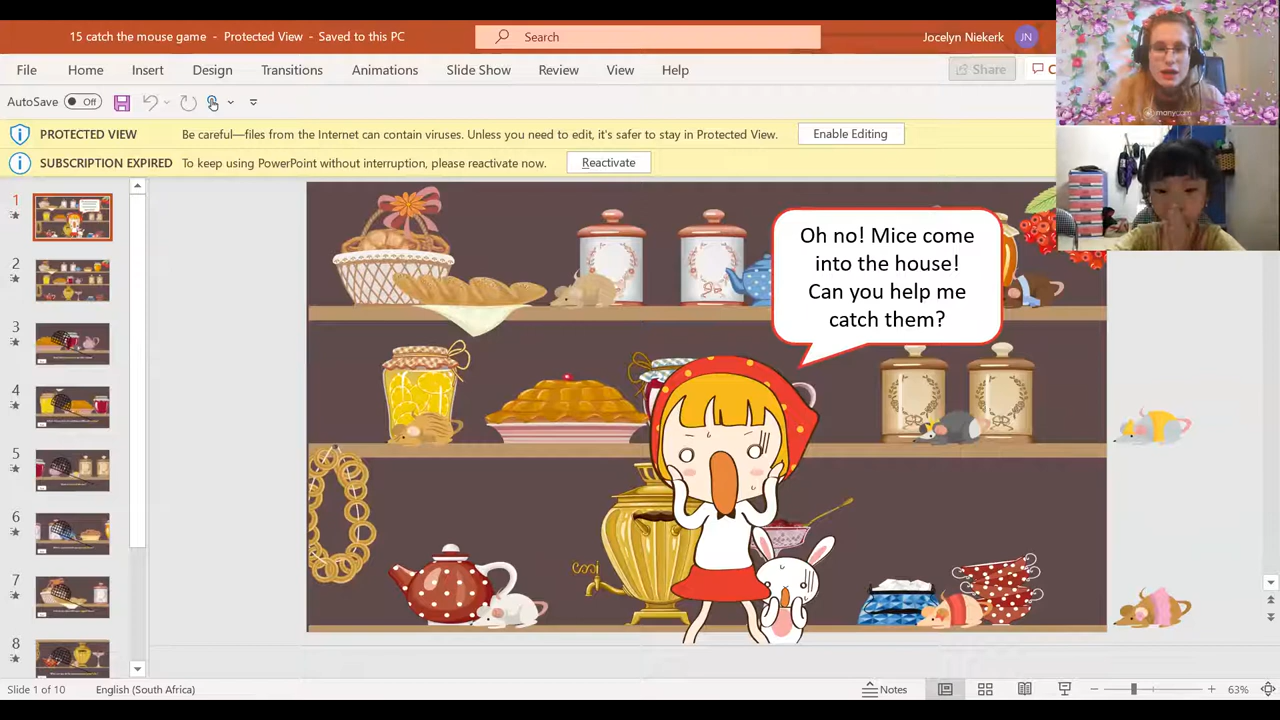 15 catch the mouse game - Protected View - Saved to this PC
Search
Jocelyn Niekerk
JN
File Home Insert Design Transitions Animations Slide Show Review View Help
Share
AutoSave Off
PROTECTED VIEW Be careful—files from the Internet can contain viruses. Unless you need to edit, it's safer to stay in Protected View. Enable Editing
SUBSCRIPTION EXPIRED To keep using PowerPoint without interruption, please reactivate now. Reactivate
1
2
3
4
5
6
7
8
Oh no! Mice come
into the house!
Can you help me
catch them?
manycam
Slide 1 of 10 English (South Africa) Notes 63%